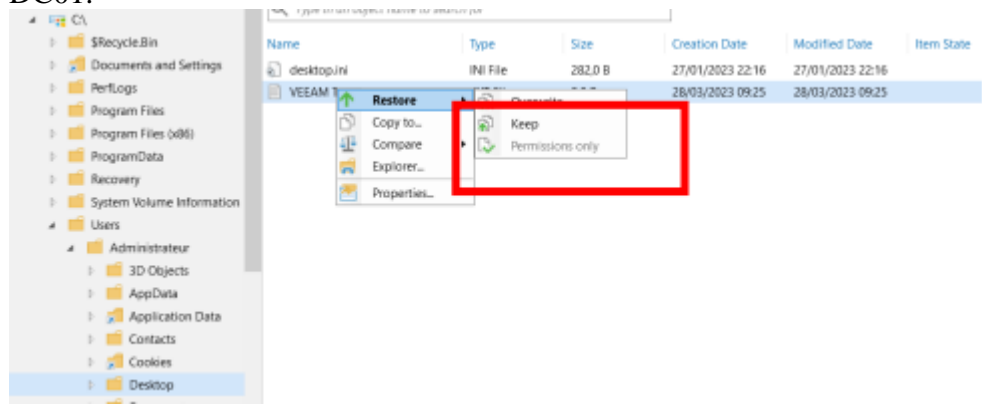 DC01.
C:\
Type in an object name to search for
$Recycle.Bin
Name Type Size Creation Date Modified Date Item State
Documents and Settings
desktop.ini INI File 282,0 B 27/01/2023 22:16 27/01/2023 22:16
PerfLogs
VEEAM 28/03/2023 09:25 28/03/2023 09:25
Restore
Overwrite
Program Files
Copy to...
Keep
Program Files (x86)
Compare
Permissions only
ProgramData
Explorer...
Recovery
Properties...
System Volume Information
Users
Administrateur
3D Objects
AppData
Application Data
Contacts
Cookies
Desktop